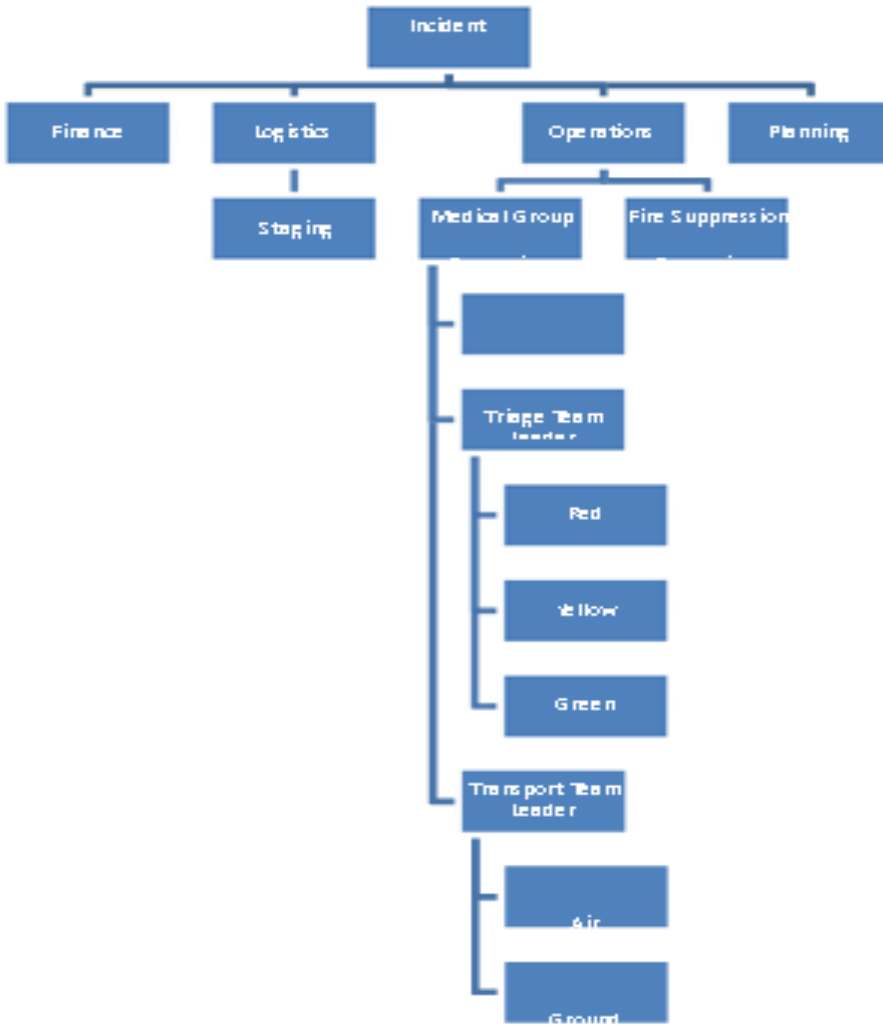 Incident
Finance
Logistics
Operations
Planning
Staging
Medical Group
Fire Suppression
Triage Team
Leader
Red
Yellow
Green
Transport Team
Leader
Air
Ground